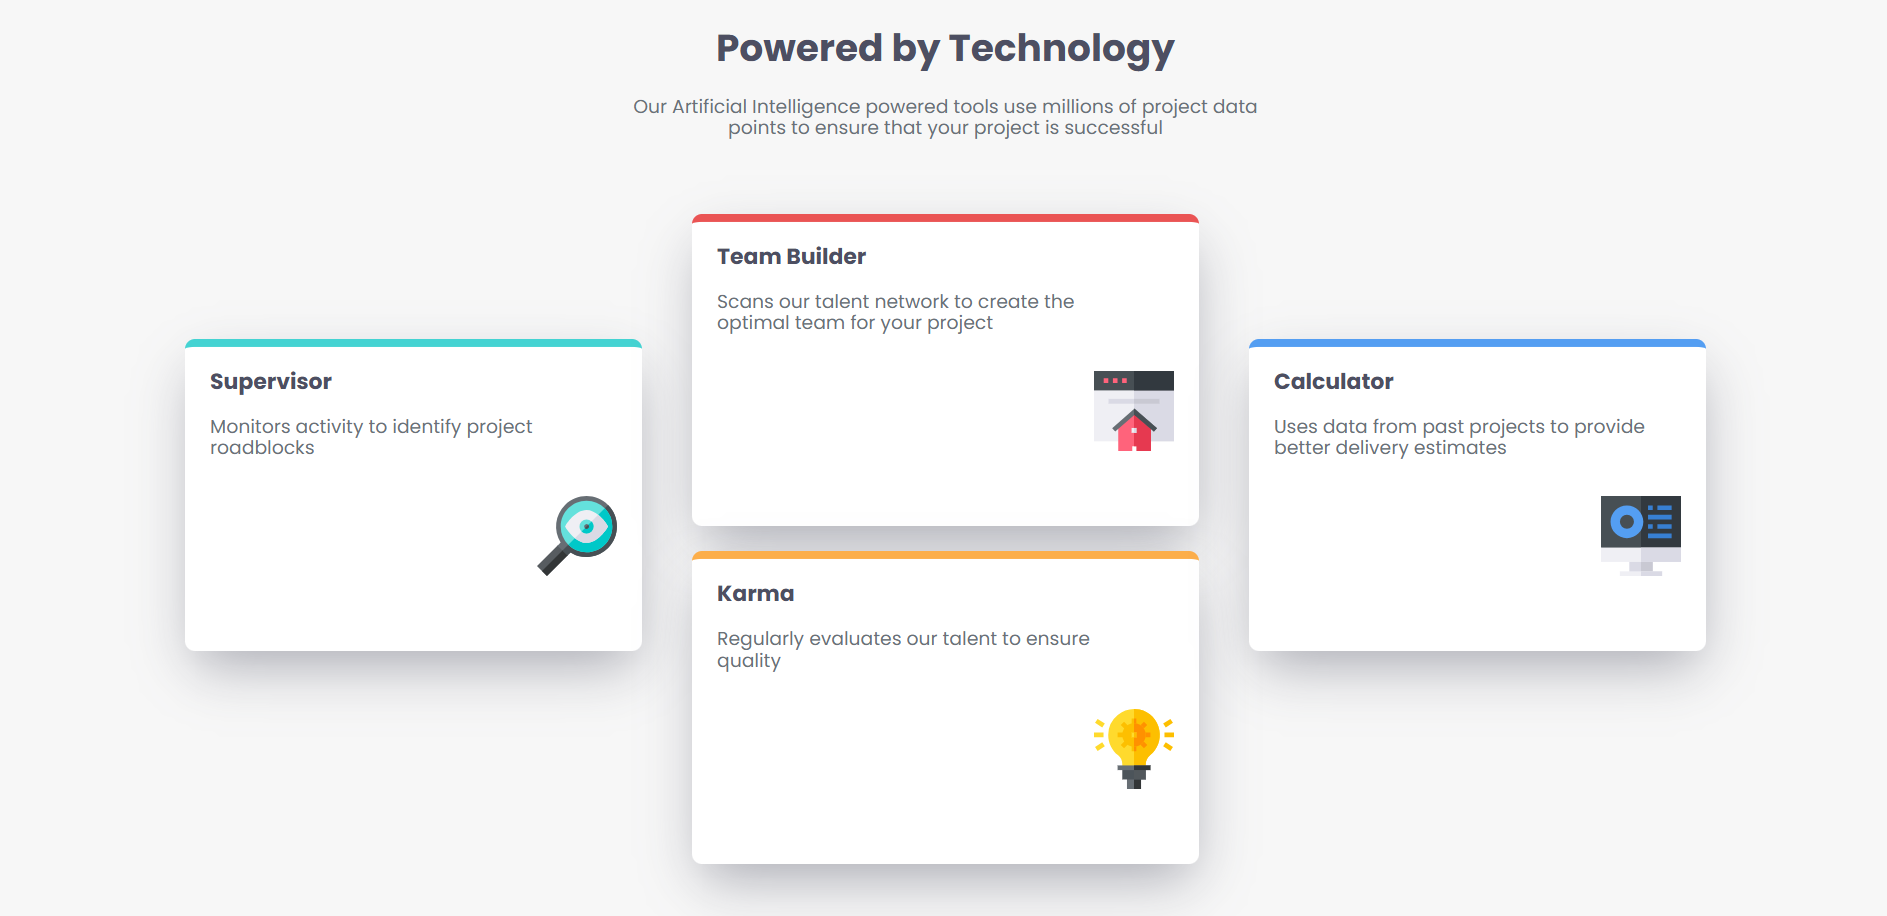 Powered by Technology
Our Artificial Intelligence powered tools use millions of project data
points to ensure that your project is successful
Team Builder
Scans our talent network to create the
optimal team for your project
Supervisor
Monitors activity to identify project
roadblocks
Calculator
Uses data from past projects to provide
better delivery estimates
Karma
Regularly evaluates our talent to ensure
quality